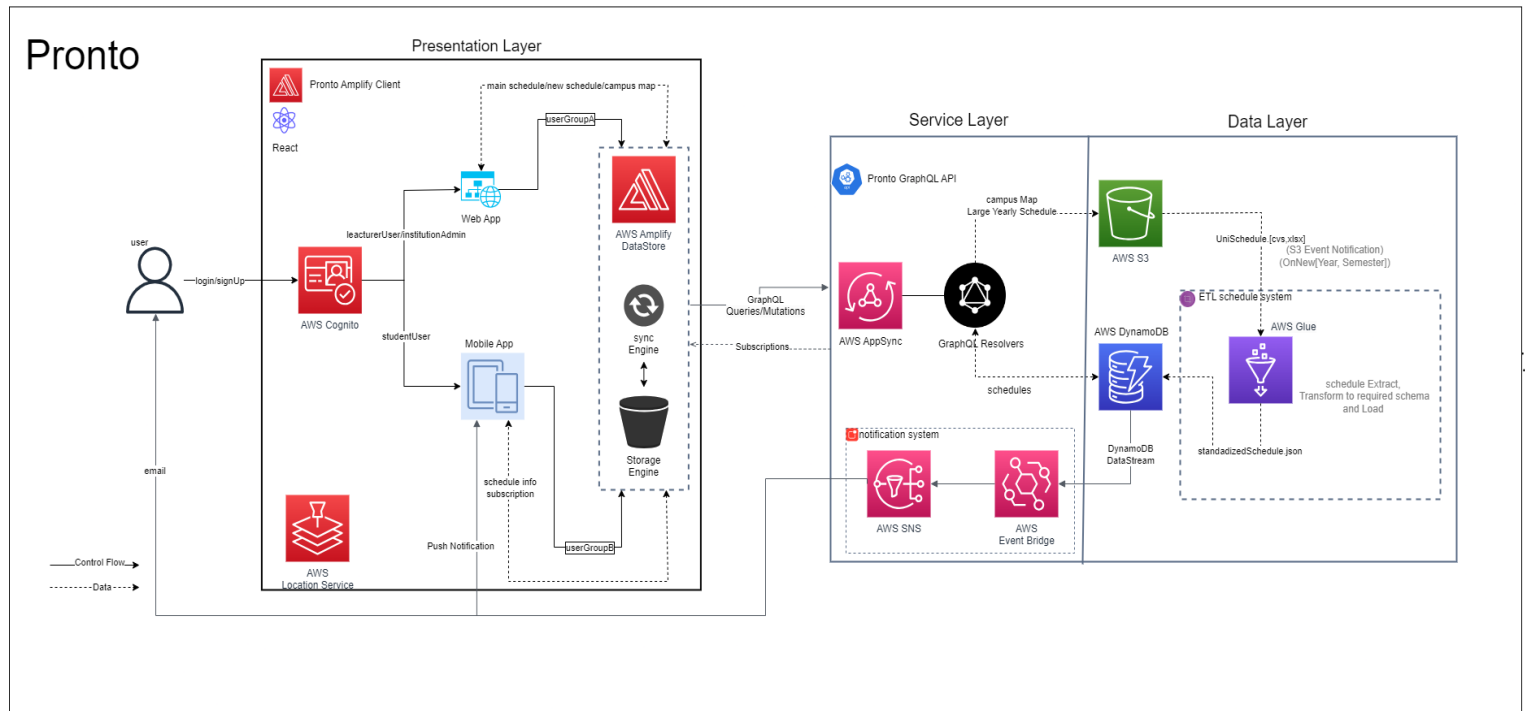 Pronto
Presentation Layer
Pronto Amplify Client
React
main schedule/new schedule/campus map
userGroupA
Web App
leacturerUser/institutionAdmin
user
login/signUp
AWS Cognito
studentUser
Mobile App
AWS Amplify
DataStore
sync
Engine
Storage
Engine
schedule info
subscription
userGroupB
Push Notification
email
AWS
Location Service
Control Flow
Data
GraphQL
Queries/Mutations
Subscriptions
Service Layer
Pronto GraphQL API
campus Map
Large Yearly Schedule
AWS AppSync
GraphQL Resolvers
schedules
notification system
AWS SNS
AWS
Event Bridge
Data Layer
AWS S3
UniSchedule.[cvs,xlsx]
(S3 Event Notification)
(OnNew[Year, Semester])
ETL schedule system
AWS Glue
AWS DynamoDB
schedule Extract,
Transform to required schema
and Load
standadizedSchedule.json
DynamoDB
DataStream